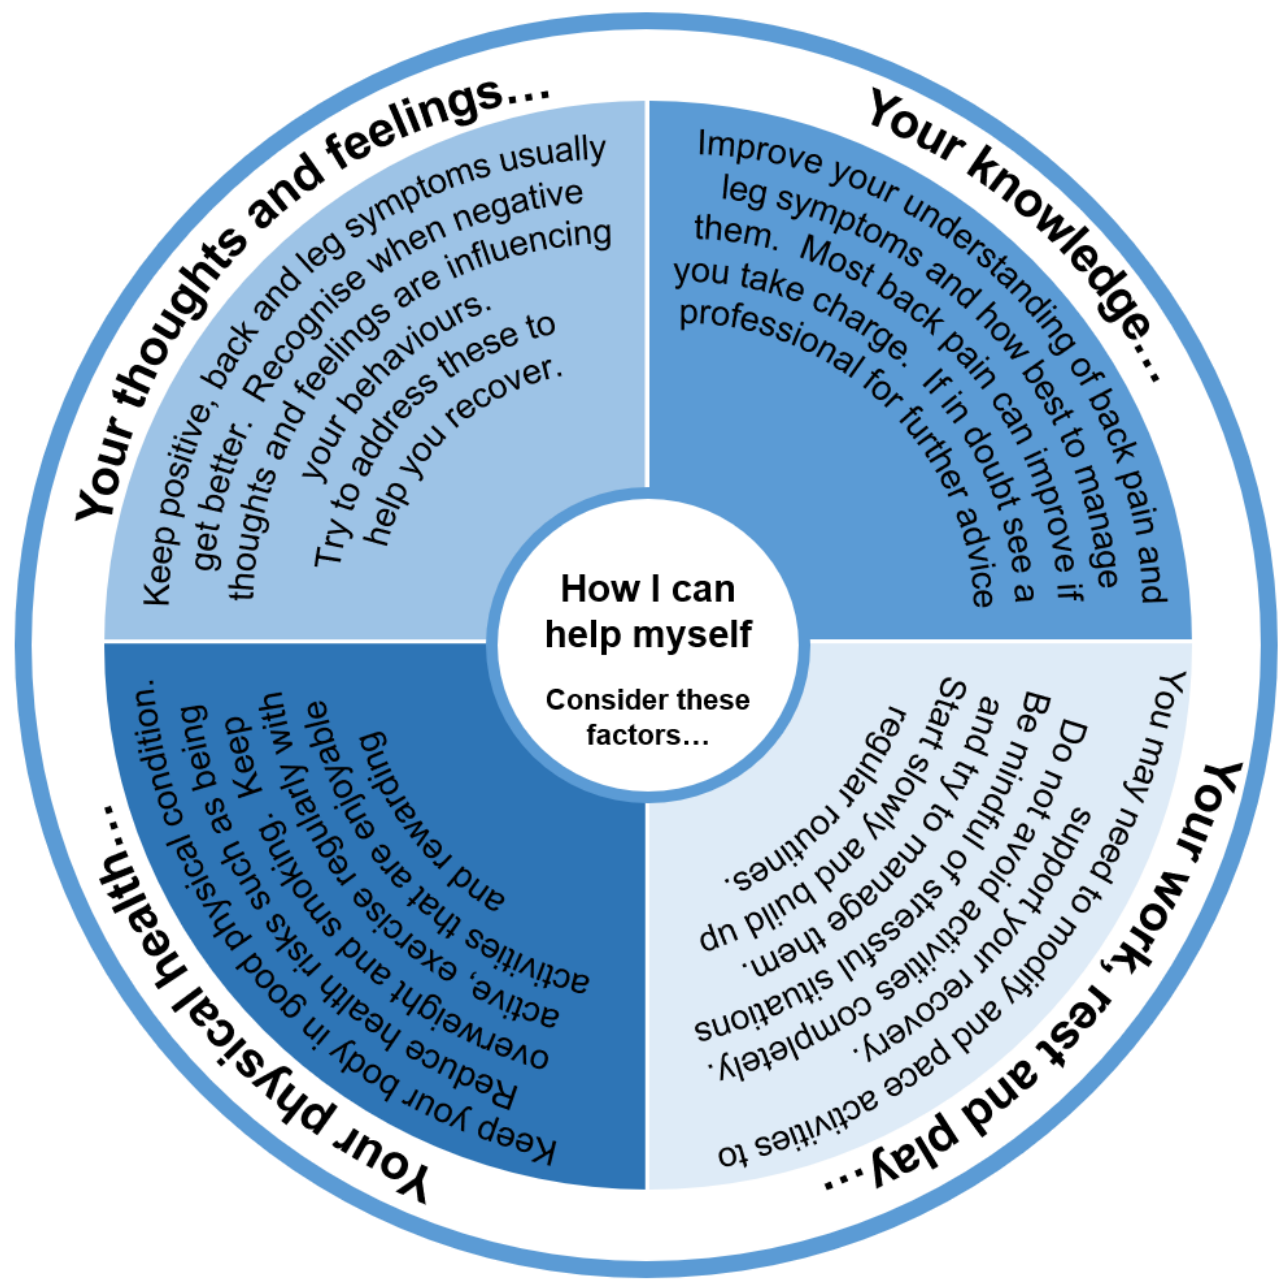 Your thoughts and feelings…
Keep positive, back and leg symptoms usually
get better.  Recognise when negative
thoughts and feelings are influencing
your behaviours.
Try to address these to
help you recover.
Your knowledge…
Improve your understanding of back pain and
leg symptoms and how best to manage
them.  Most back pain can improve if
you take charge.  If in doubt see a
professional for further advice
How I can
help myself
Consider these
factors…
Your work, rest and play…
You may need to modify and pace activities to
support your recovery.
Do not avoid activities completely.
Be mindful of stressful situations
and try to manage them.
Start slowly and build up
regular routines.
Your physical health…
Keep your body in good physical condition.
Reduce health risks such as being
overweight and smoking.  Keep
active, exercise regularly with
activities that are enjoyable
and rewarding